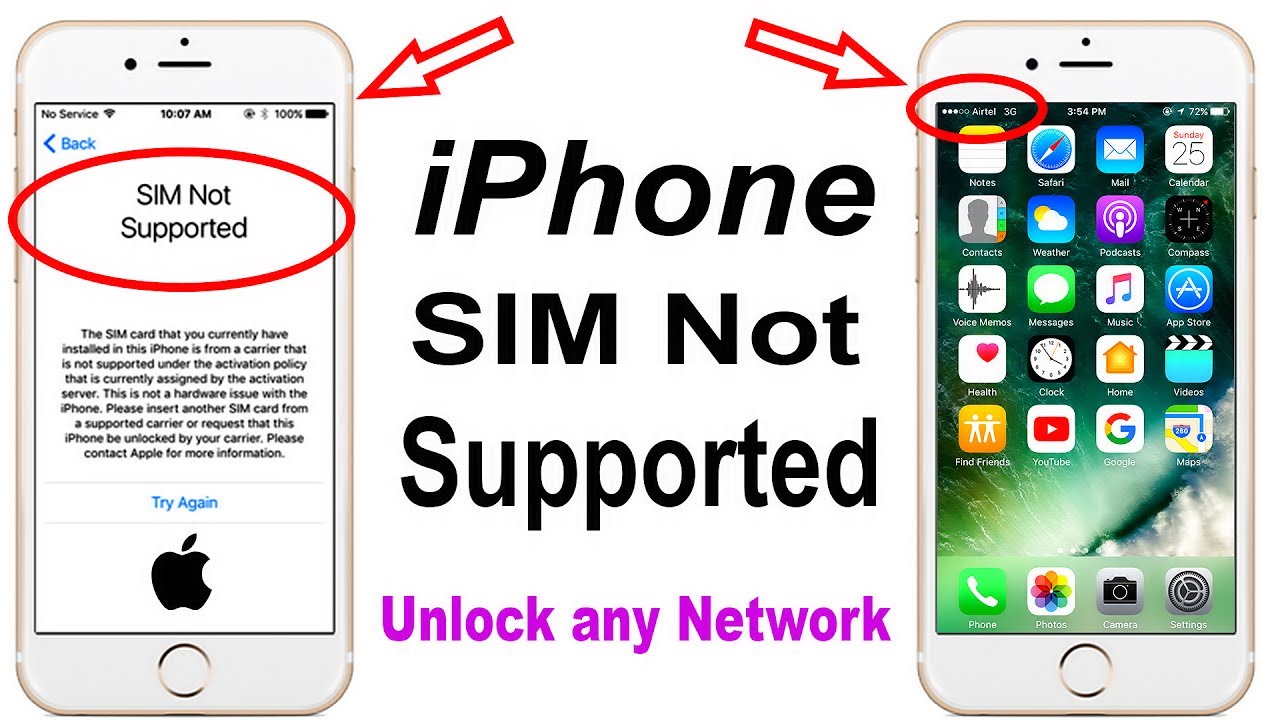 No Service 10:07 AM 100%
Back
SIM Not
Supported
The SIM card that you currently have
installed in this iPhone is from a carrier that
is not supported under the activation policy
that is currently assigned by the activation
server. This is not a hardware issue with the
iPhone. Please insert another SIM card from
a supported carrier or request that this
iPhone be unlocked by your carrier. Please
contact Apple for more information.
Try Again
iPhone
SIM Not
Supported
Unlock any Network
Airtel 3G 3:54 PM 72%
Sunday
25
Notes Safari Mail Calendar
Contacts Weather Podcasts Compass
Voice Memos Messages Music App Store
Health Clock Home Videos
280
Find Friends YouTube Google Maps
Phone Photos Camera Settings